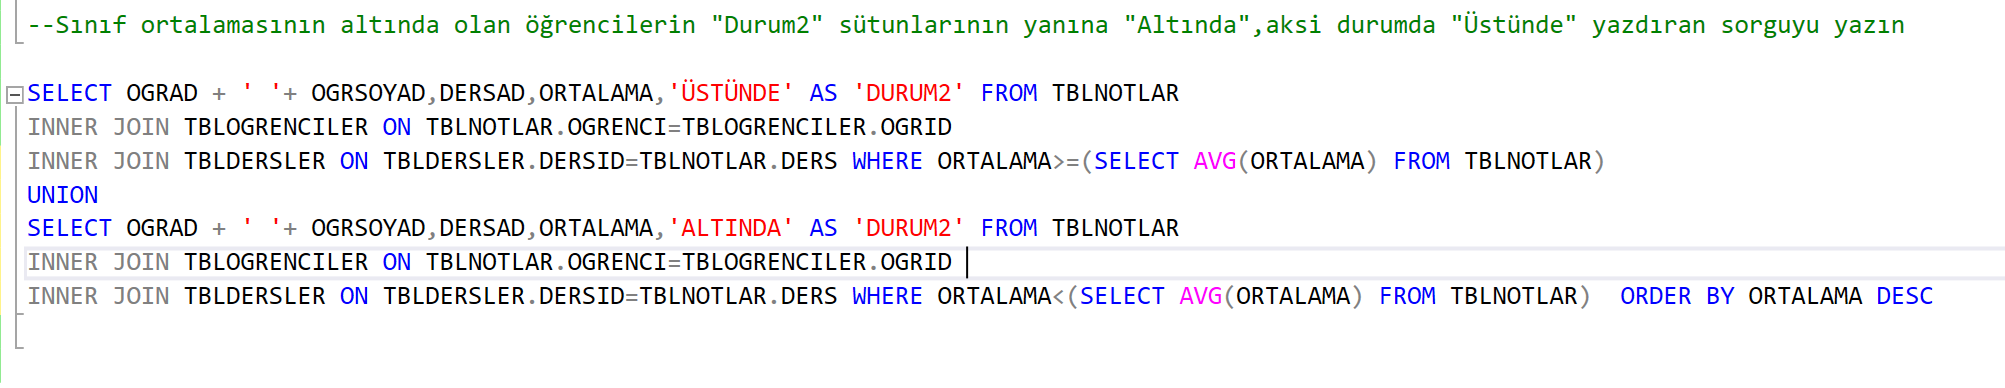 --Sınıf ortalamasının altında olan öğrencilerin "Durum2" sütunlarının yanına "Altında",aksi durumda "Üstünde" yazdıran sorguyu yazın
SELECT OGRAD + ' '+ OGRSOYAD,DERSAD,ORTALAMA,'ÜSTÜNDE' AS 'DURUM2' FROM TBLNOTLAR
INNER JOIN TBLOGRENCILER ON TBLNOTLAR.OGRENCI=TBLOGRENCILER.OGRID
INNER JOIN TBLDERSLER ON TBLDERSLER.DERSID=TBLNOTLAR.DERS WHERE ORTALAMA>=(SELECT AVG(ORTALAMA) FROM TBLNOTLAR)
UNION
SELECT OGRAD + ' '+ OGRSOYAD,DERSAD,ORTALAMA,'ALTINDA' AS 'DURUM2' FROM TBLNOTLAR
INNER JOIN TBLOGRENCILER ON TBLNOTLAR.OGRENCI=TBLOGRENCILER.OGRID
INNER JOIN TBLDERSLER ON TBLDERSLER.DERSID=TBLNOTLAR.DERS WHERE ORTALAMA<(SELECT AVG(ORTALAMA) FROM TBLNOTLAR)  ORDER BY ORTALAMA DESC